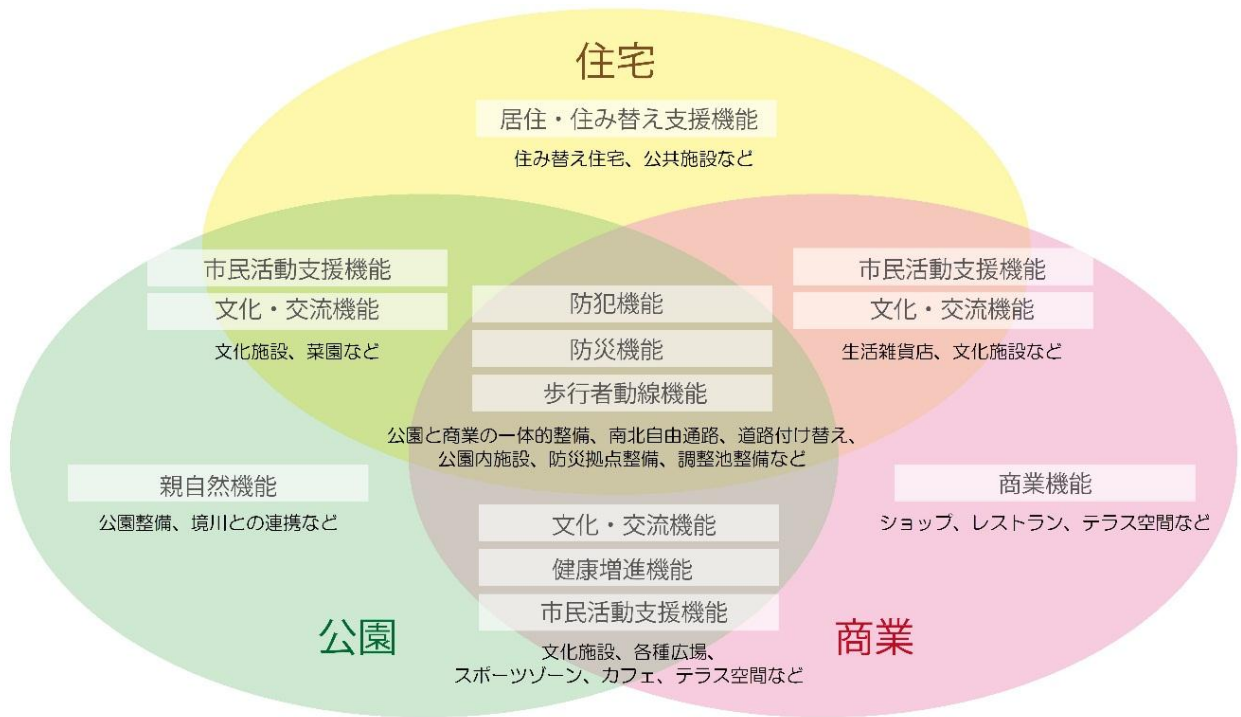 住宅
居住・住み替え支援機能
住み替え住宅、公共施設など
市民活動支援機能
文化・交流機能
文化施設、菜園など
防犯機能
防災機能
歩行者動線機能
公園と商業の一体的整備、南北自由通路、道路付け替え、
公園内施設、防災拠点整備、調整池整備など
市民活動支援機能
文化・交流機能
生活雑貨店、文化施設など
親自然機能
公園整備、境川との連携など
商業機能
ショップ、レストラン、テラス空間など
文化・交流機能
健康増進機能
市民活動支援機能
文化施設、各種広場、
スポーツゾーン、カフェ、テラス空間など
公園
商業